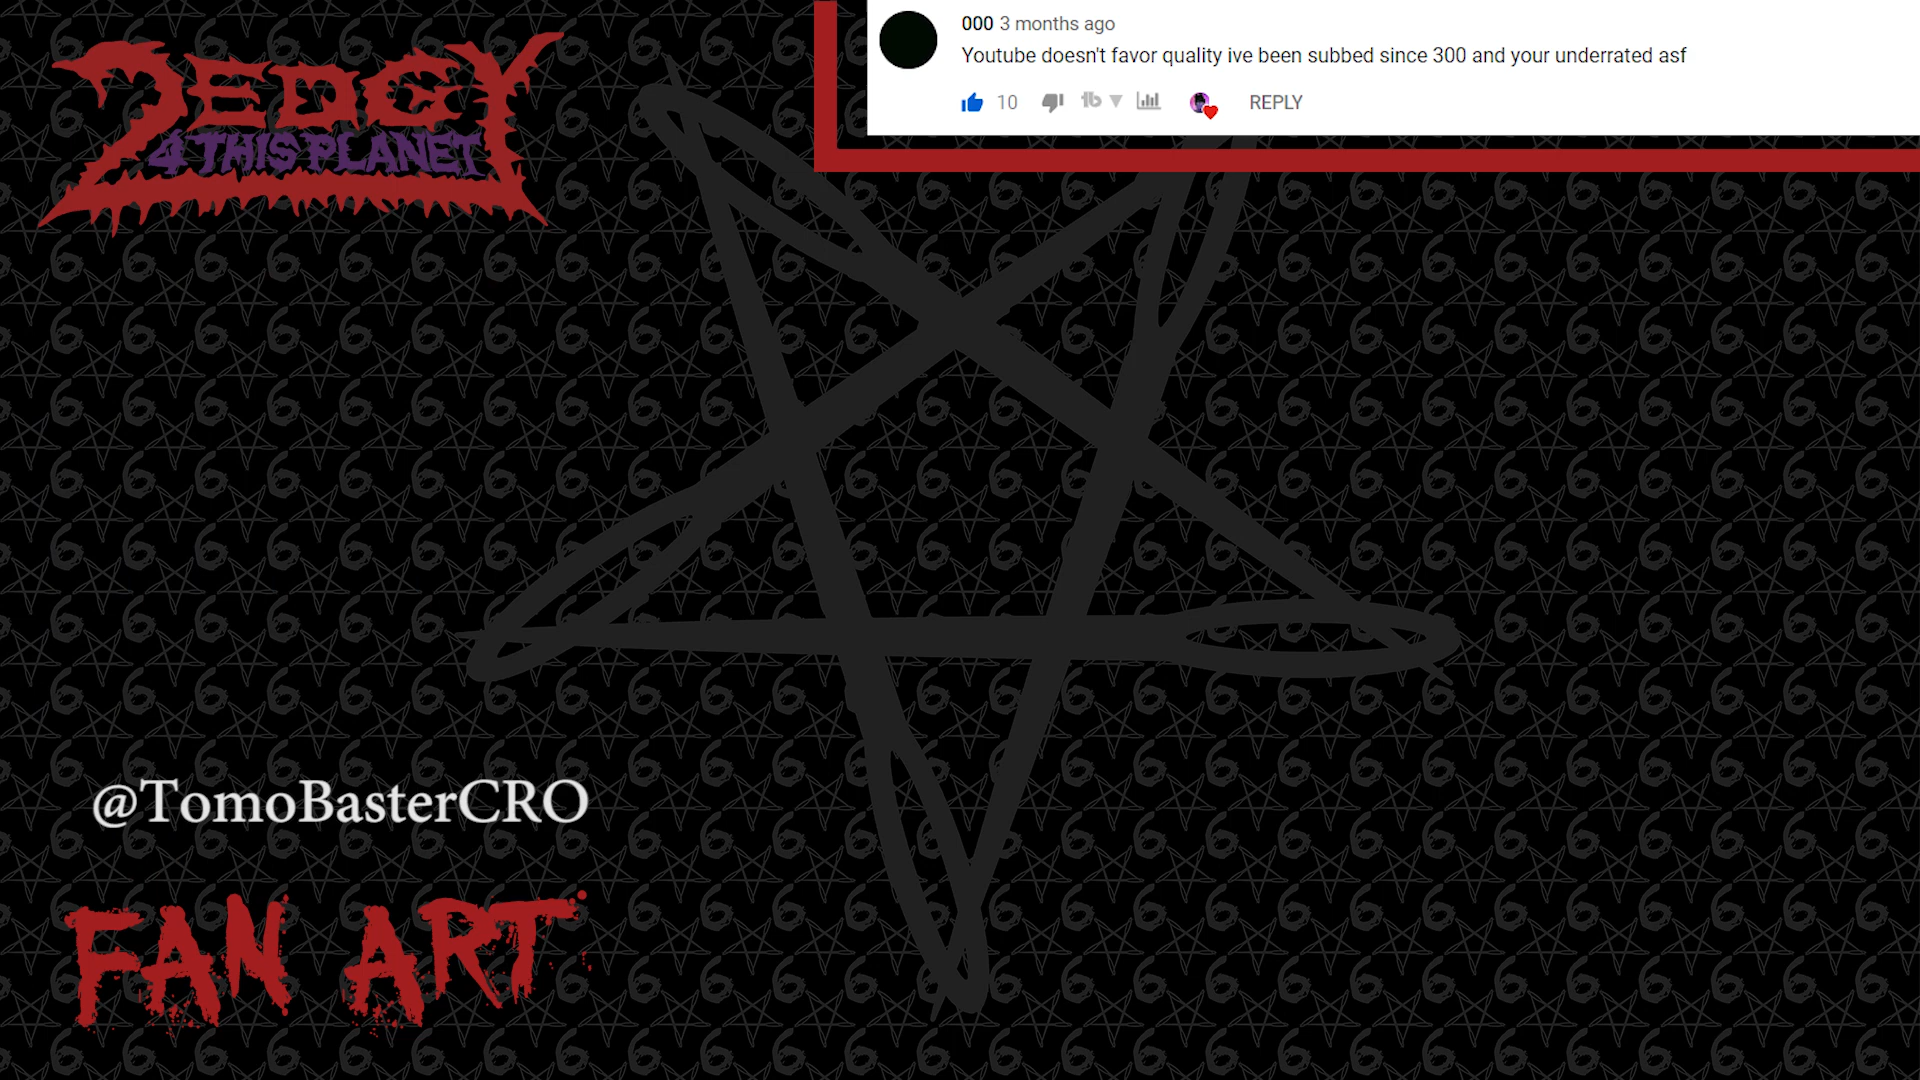 2EDGY
4 THIS PLANET
000 3 months ago
Youtube doesn't favor quality ive been subbed since 300 and your underrated asf
10
REPLY
@TomoBasterCRO
FAN ART